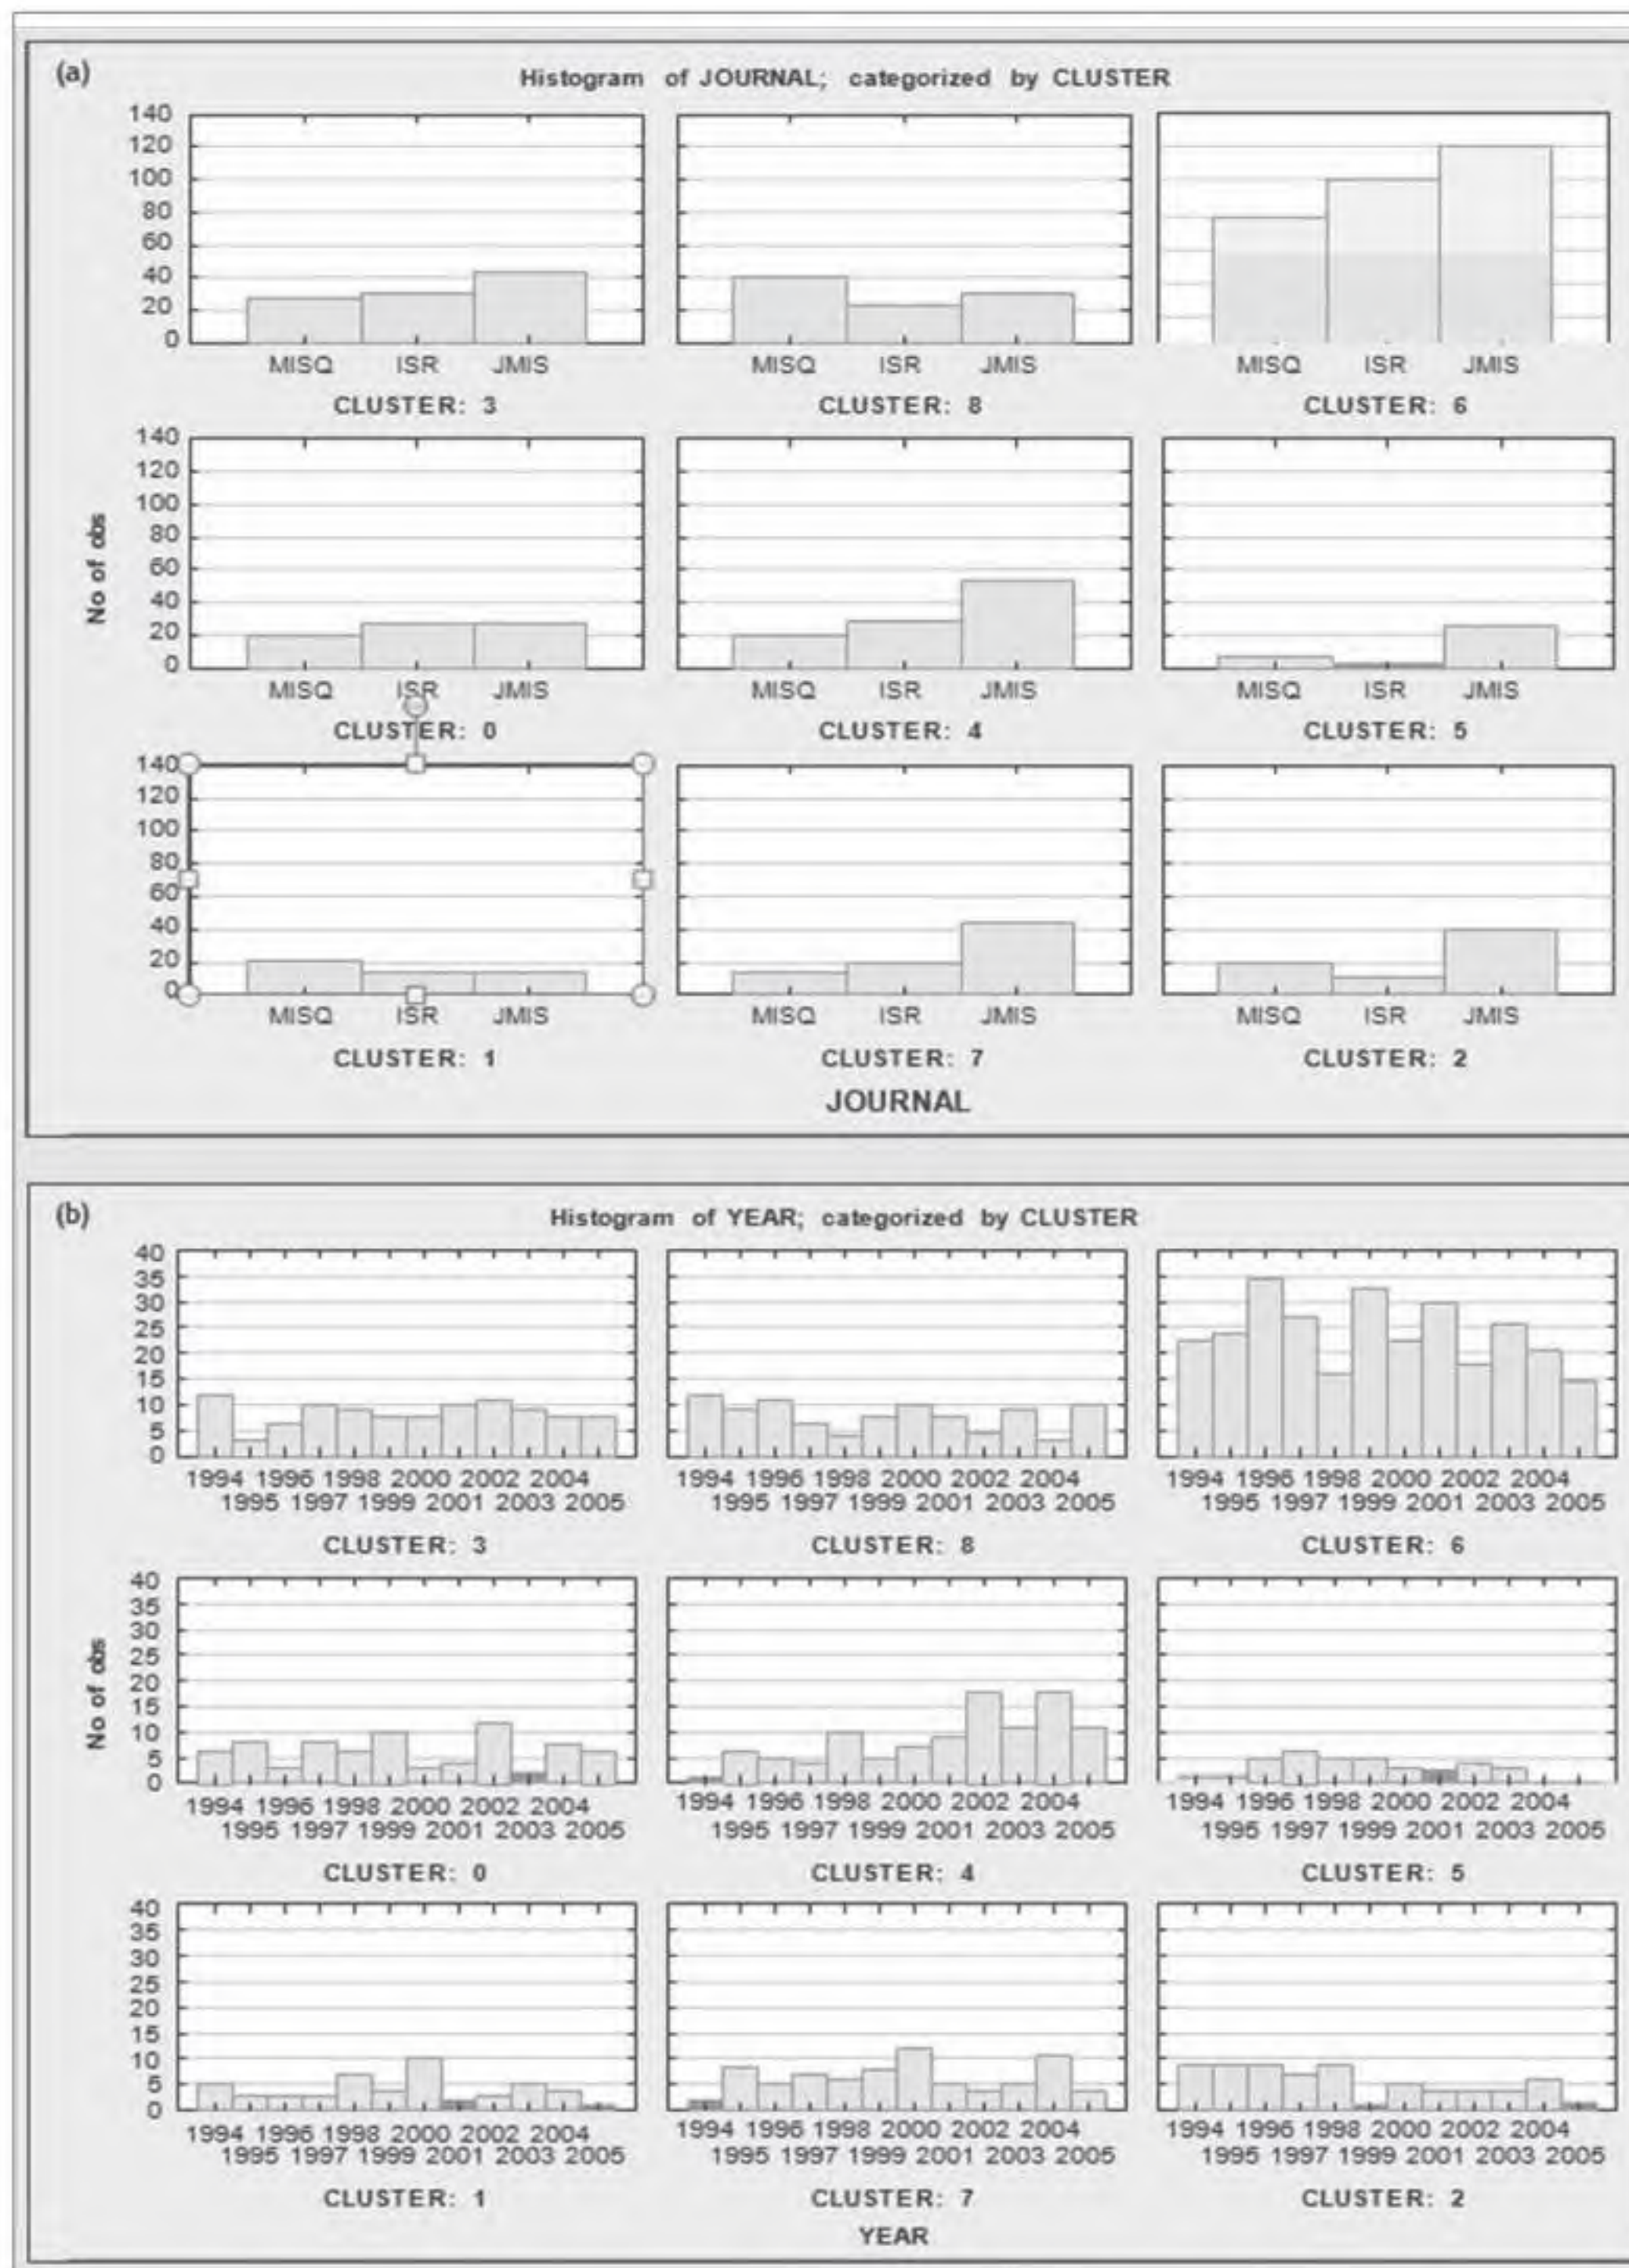 (a)
Histogram of JOURNAL; categorized by CLUSTER
140
120
100
80
60
40
20
0
MISQ ISR JMIS MISQ ISR JMIS MISQ ISR JMIS
CLUSTER: 3 CLUSTER: 8 CLUSTER: 6
140
120
100
80
60
40
20
0
No of obs
MISQ ISR JMIS MISQ ISR JMIS MISQ ISR JMIS
CLUSTER: 0 CLUSTER: 4 CLUSTER: 5
140
120
100
80
60
40
20
0
MISQ ISR JMIS MISQ ISR JMIS MISQ ISR JMIS
CLUSTER: 1 CLUSTER: 7 CLUSTER: 2
JOURNAL
(b)
Histogram of YEAR; categorized by CLUSTER
40
35
30
25
20
15
10
5
0
1994 1996 1998 2000 2002 2004 1994 1996 1998 2000 2002 2004 1994 1996 1998 2000 2002 2004
1995 1997 1999 2001 2003 2005 1995 1997 1999 2001 2003 2005 1995 1997 1999 2001 2003 2005
CLUSTER: 3 CLUSTER: 8 CLUSTER: 6
40
35
30
25
20
15
10
5
0
No of obs
1994 1996 1998 2000 2002 2004 1994 1996 1998 2000 2002 2004 1994 1996 1998 2000 2002 2004
1995 1997 1999 2001 2003 2005 1995 1997 1999 2001 2003 2005 1995 1997 1999 2001 2003 2005
CLUSTER: 0 CLUSTER: 4 CLUSTER: 5
40
35
30
25
20
15
10
5
0
1994 1996 1998 2000 2002 2004 1994 1996 1998 2000 2002 2004 1994 1996 1998 2000 2002 2004
1995 1997 1999 2001 2003 2005 1995 1997 1999 2001 2003 2005 1995 1997 1999 2001 2003 2005
CLUSTER: 1 CLUSTER: 7 CLUSTER: 2
YEAR